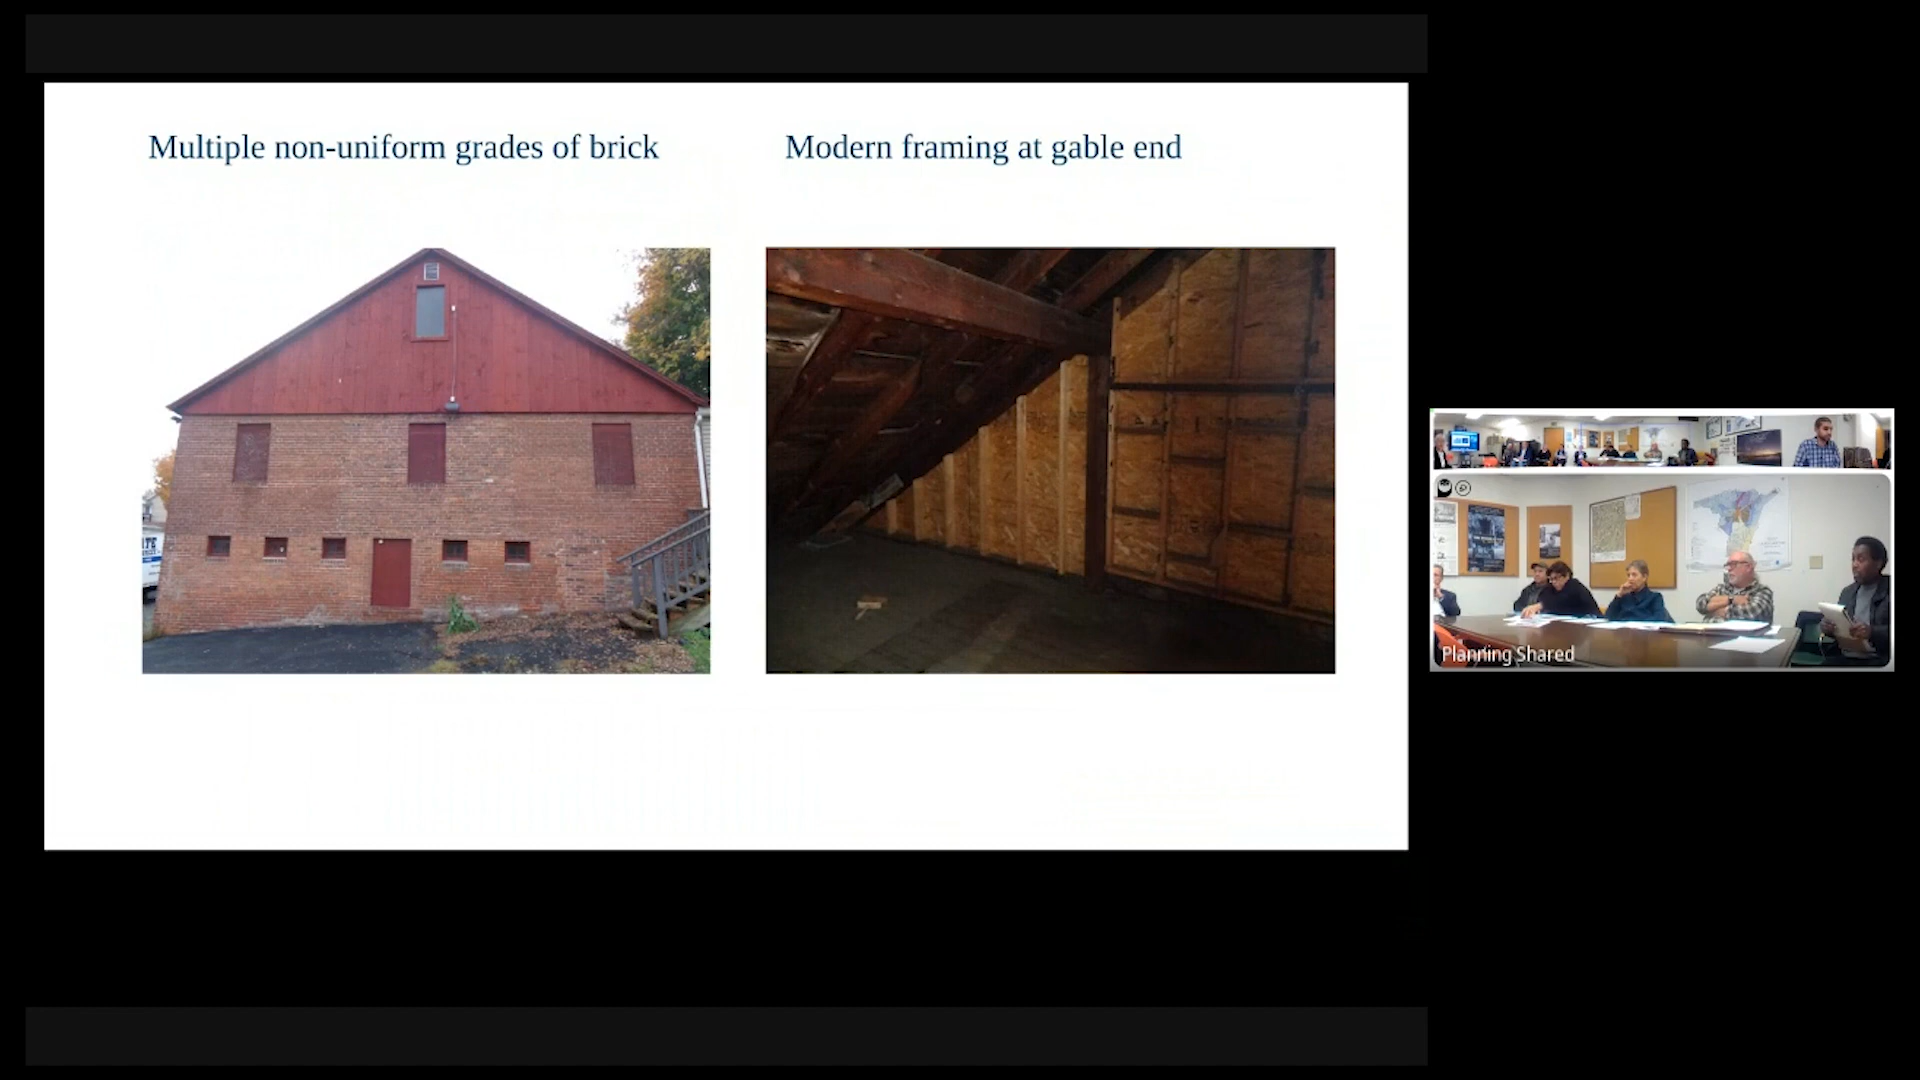 Multiple non-uniform grades of brick
Modern framing at gable end
Planning Shared